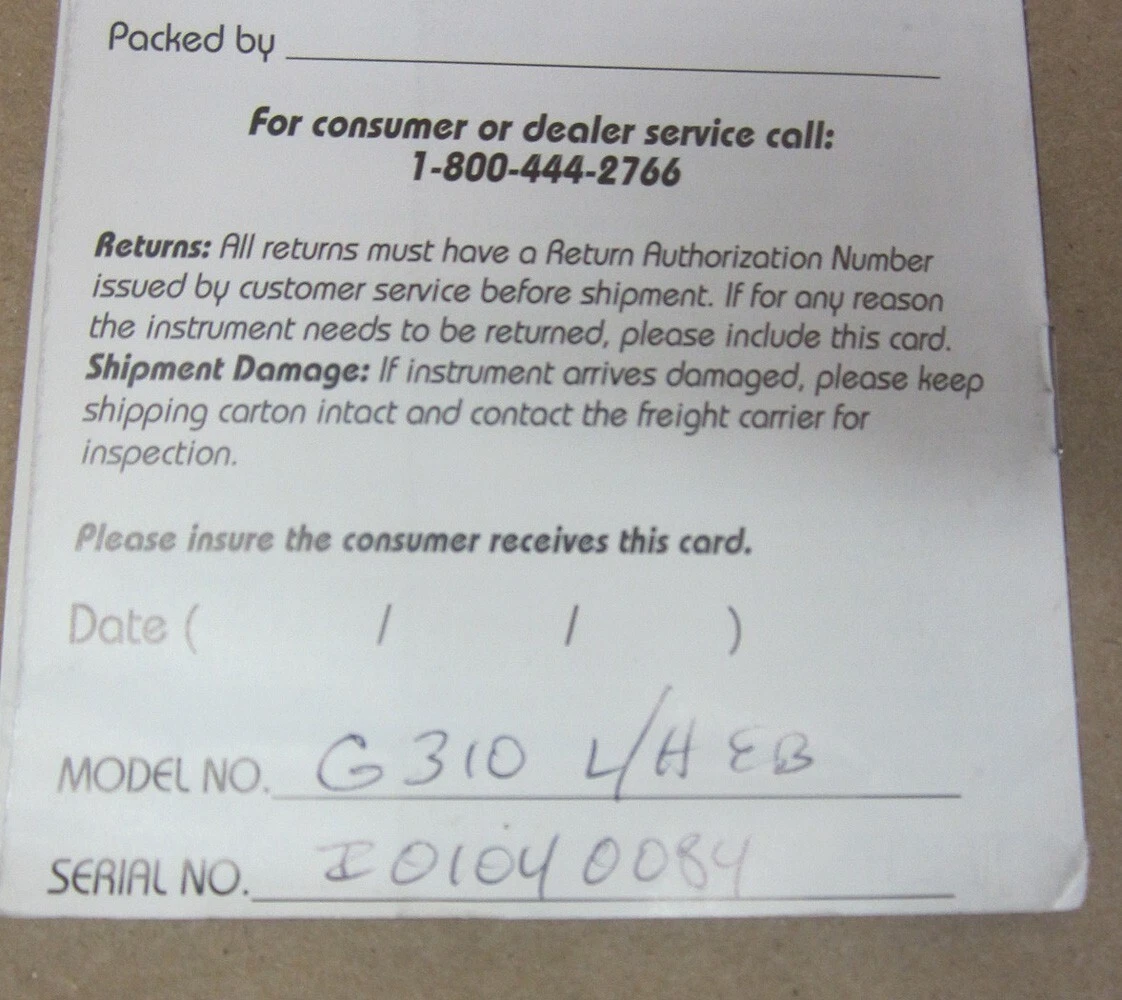 Packed by
For consumer or dealer service call:
1-800-444-2766
Returns: All returns must have a Return Authorization Number
issued by customer service before shipment. If for any reason
the instrument needs to be returned, please include this card.
Shipment Damage: If instrument arrives damaged, please keep
shipping carton intact and contact the freight carrier for
inspection.
Please insure the consumer receives this card.
Date ( / / )
MODEL NO. G310 L/H EB
SERIAL NO. I01040084